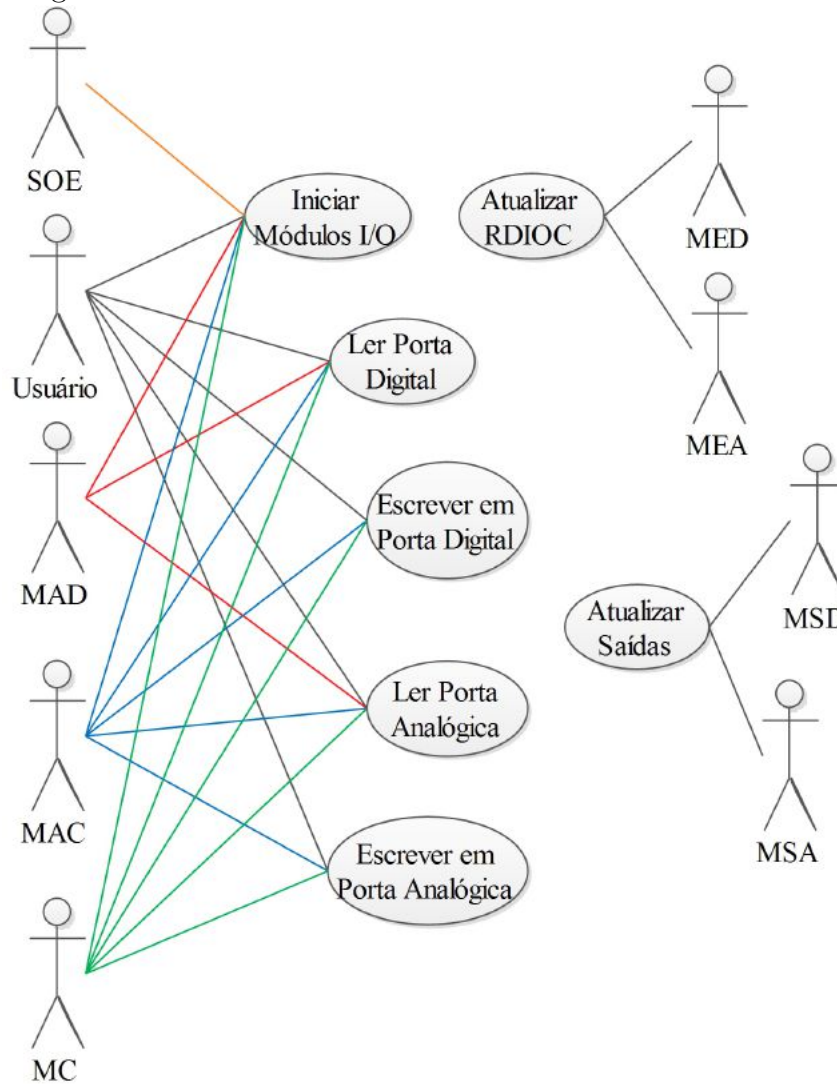 SOE
Iniciar
Módulos I/O
Atualizar
RDIOC
MED
Usuário
Ler Porta
Digital
MEA
MAD
Escrever em
Porta Digital
Atualizar
Saídas
MSD
MAC
Ler Porta
Analógica
MSA
Escrever em
Porta Analógica
MC